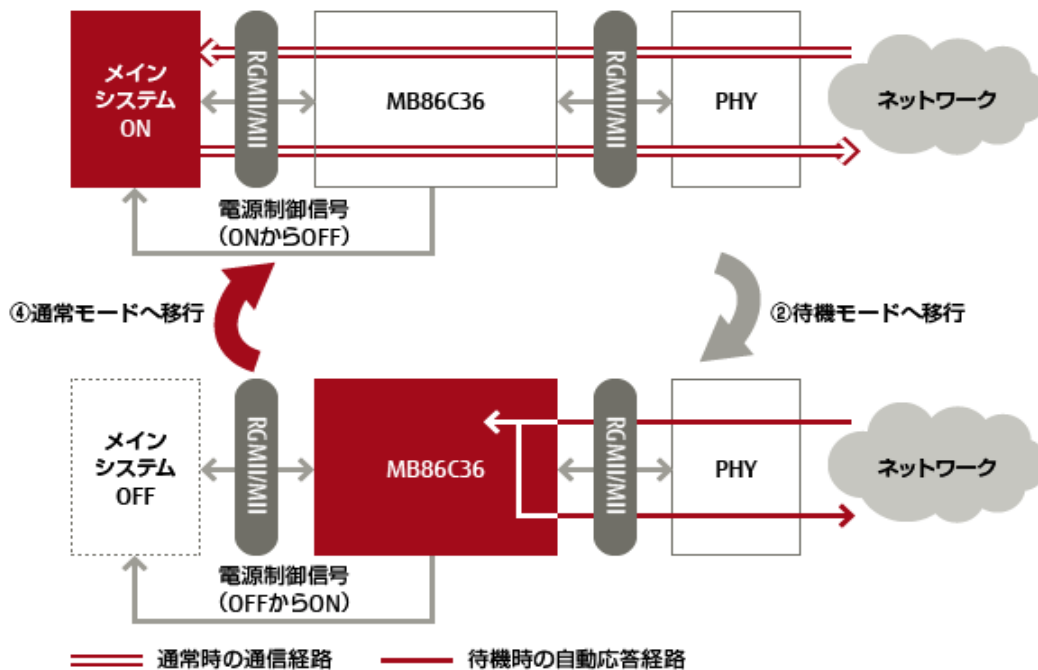 メイン
システム
ON
RGMII/MII
MB86C36
RGMII/MII
PHY
ネットワーク
電源制御信号
(ONからOFF)
④通常モードへ移行
②待機モードへ移行
メイン
システム
OFF
RGMII/MII
MB86C36
RGMII/MII
PHY
ネットワーク
電源制御信号
(OFFからON)
通常時の通信経路
待機時の自動応答経路